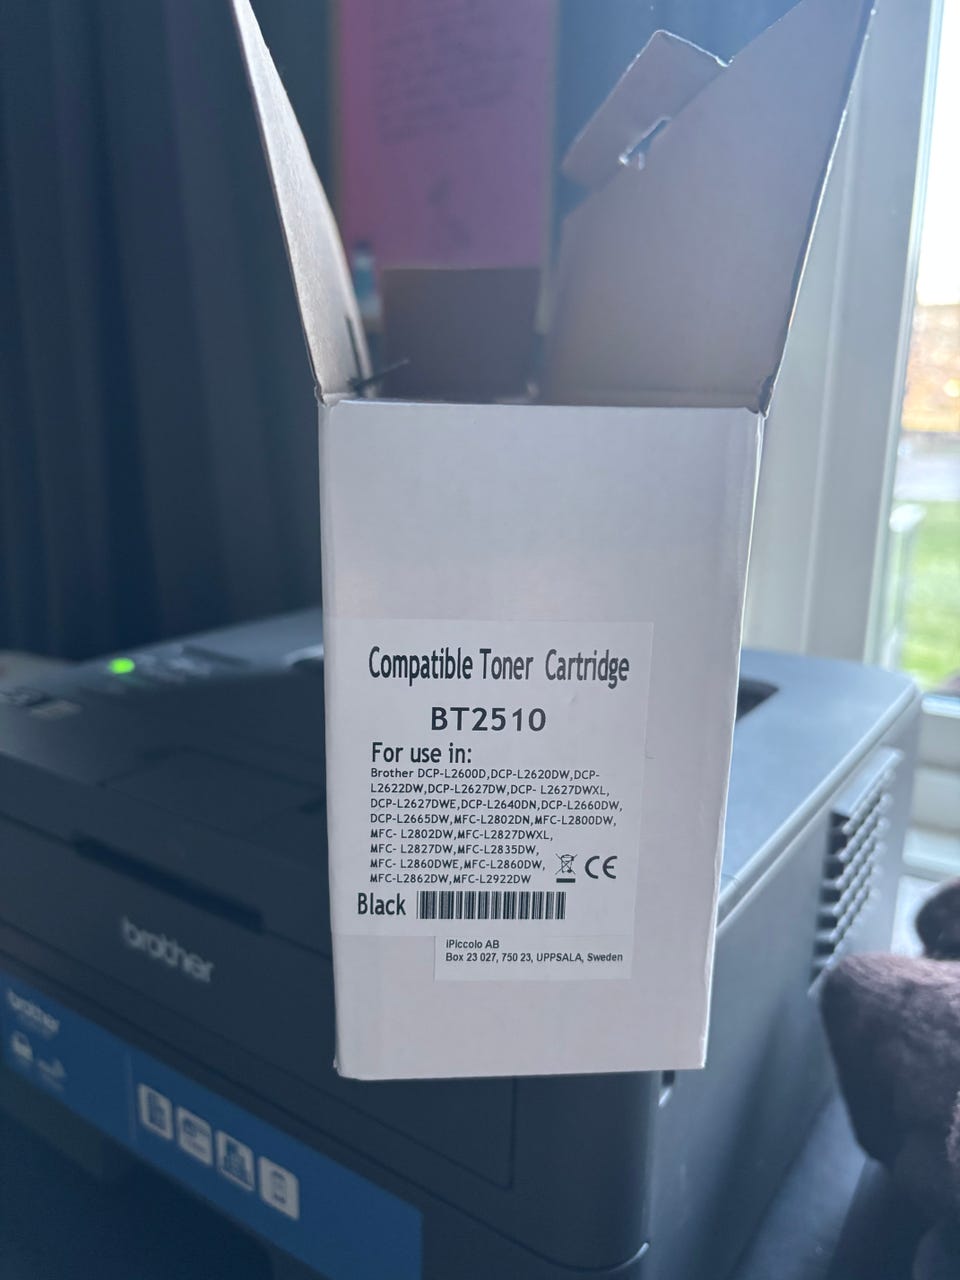 Compatible Toner Cartridge
BT2510
For use in:
Brother DCP-L2600D,DCP-L2620DW,DCP-
L2622DW,DCP-L2627DW,DCP- L2627DWXL,
DCP-L2627DWE,DCP-L2640DN,DCP-L2660DW,
DCP-L2665DW,MFC-L2802DN,MFC-L2800DW,
MFC- L2802DW,MFC-L2827DWXL,
MFC- L2827DW,MFC-L2835DW,
MFC- L2860DWE,MFC-L2860DW,
MFC-L2862DW,MFC-L2922DW
CE
Black
iPiccolo AB
Box 23 027, 750 23, UPPSALA, Sweden
brother
brother